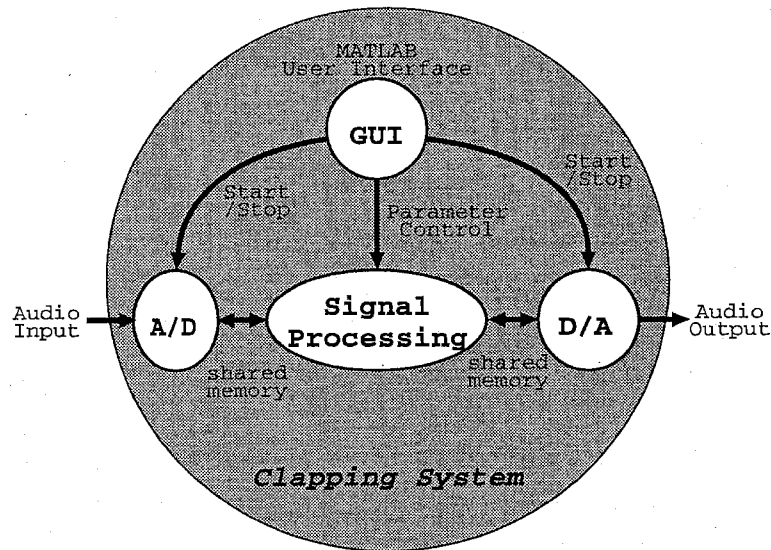 MATLAB
User Interface
GUI
Start
/Stop
Start
/Stop
Parameter
Control
Audio
Input
A/D
Signal
Processing
D/A
Audio
Output
shared
memory
shared
memory
Clapping System